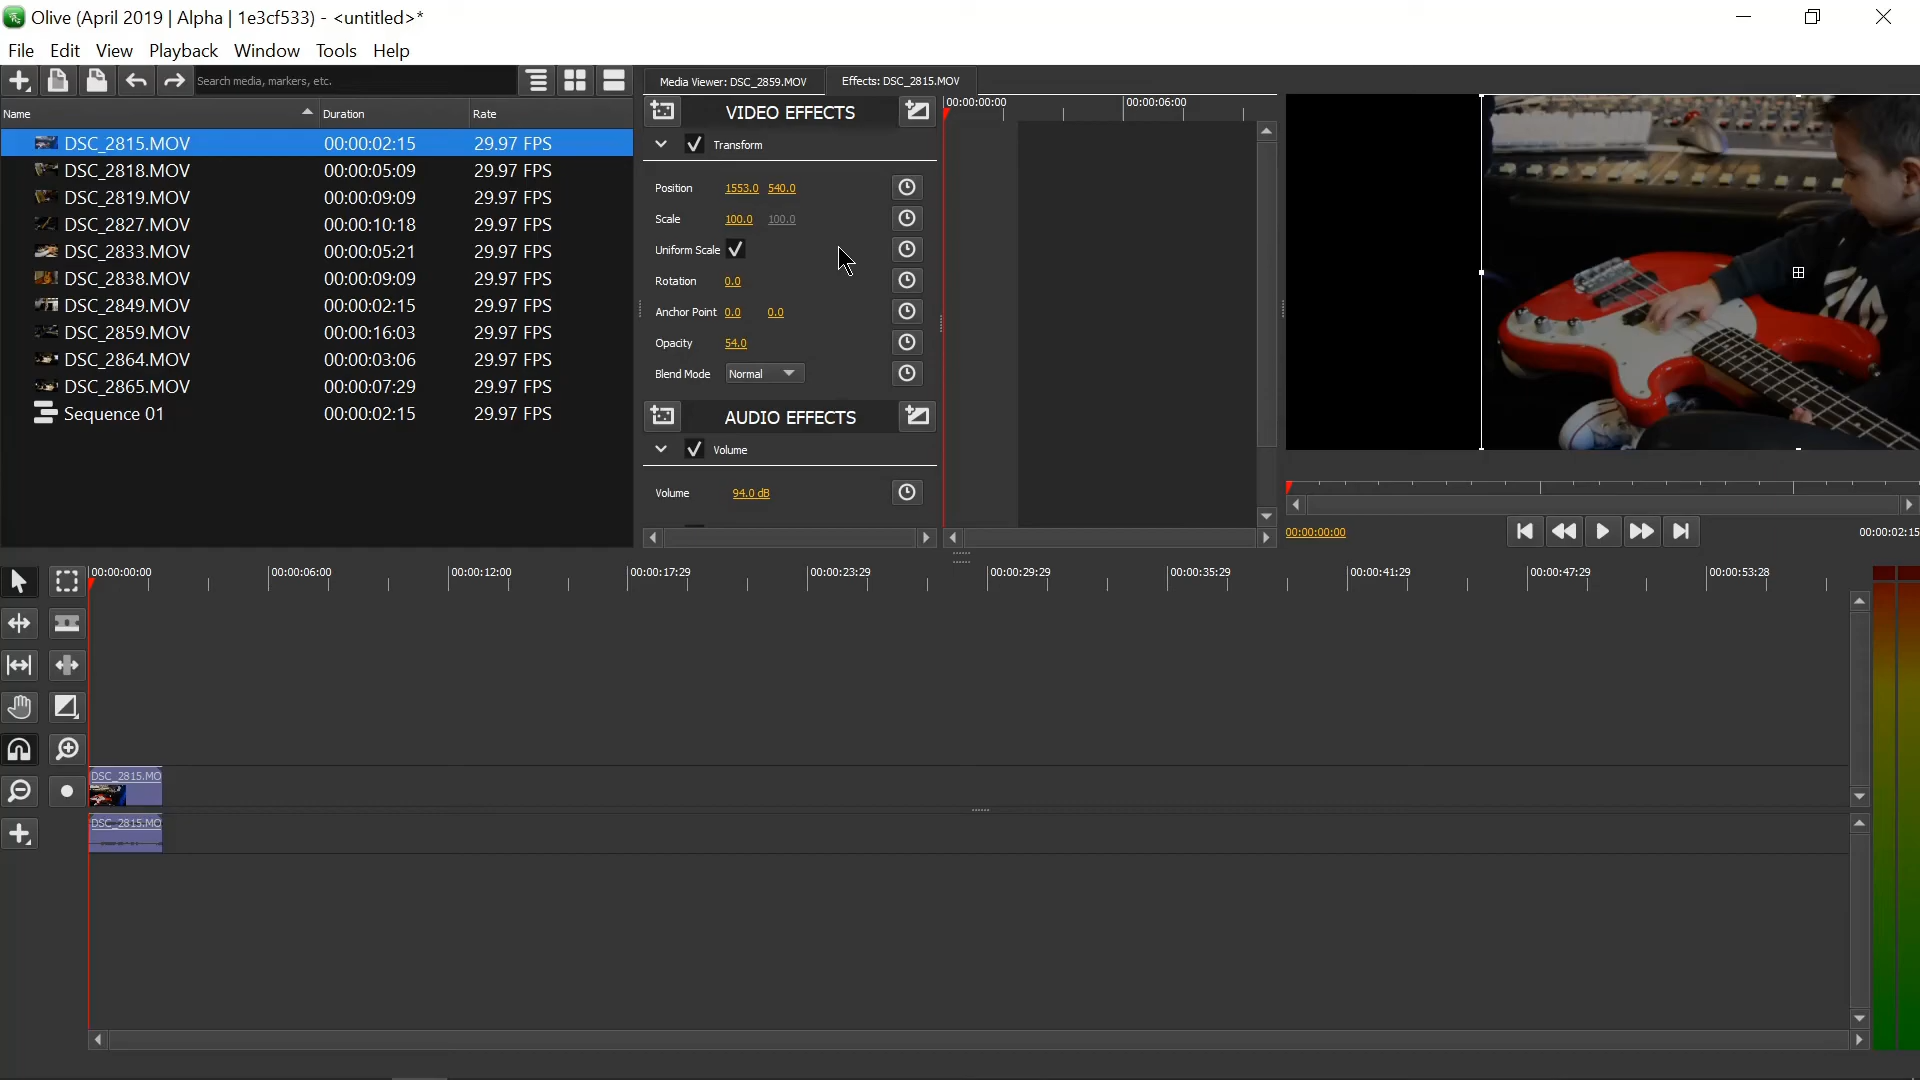 Olive (April 2019 | Alpha | 1e3cf533) - <untitled>*
File Edit View Playback Window Tools Help
Search media, markers, etc.
Media Viewer: DSC_2859.MOV
Effects: DSC_2815.MOV
Name Duration Rate
DSC_2815.MOV 00:00:02:15 29.97 FPS
DSC_2818.MOV 00:00:05:09 29.97 FPS
DSC_2819.MOV 00:00:09:09 29.97 FPS
DSC_2827.MOV 00:00:10:18 29.97 FPS
DSC_2833.MOV 00:00:05:21 29.97 FPS
DSC_2838.MOV 00:00:09:09 29.97 FPS
DSC_2849.MOV 00:00:02:15 29.97 FPS
DSC_2859.MOV 00:00:16:03 29.97 FPS
DSC_2864.MOV 00:00:03:06 29.97 FPS
DSC_2865.MOV 00:00:07:29 29.97 FPS
Sequence 01 00:00:02:15 29.97 FPS
VIDEO EFFECTS
Transform
Position 1553.0 540.0
Scale 100.0 100.0
Uniform Scale
Rotation 0.0
Anchor Point 0.0 0.0
Opacity 54.0
Blend Mode Normal
AUDIO EFFECTS
Volume
Volume 94.0 dB
00:00:00:00 00:00:06:00
00:00:00:00 00:00:02:15
00:00:00:00 00:00:06:00 00:00:12:00 00:00:17:29 00:00:23:29 00:00:29:29 00:00:35:29 00:00:41:29 00:00:47:29 00:00:53:28
DSC_2815.MO
DSC_2815.MO